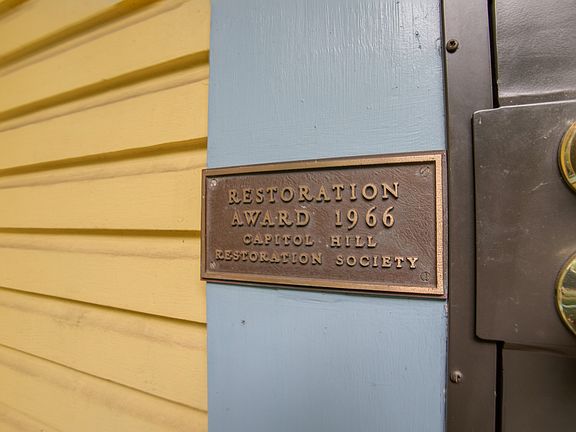 RESTORATION
AWARD 1966
CAPITOL HILL
RESTORATION SOCIETY